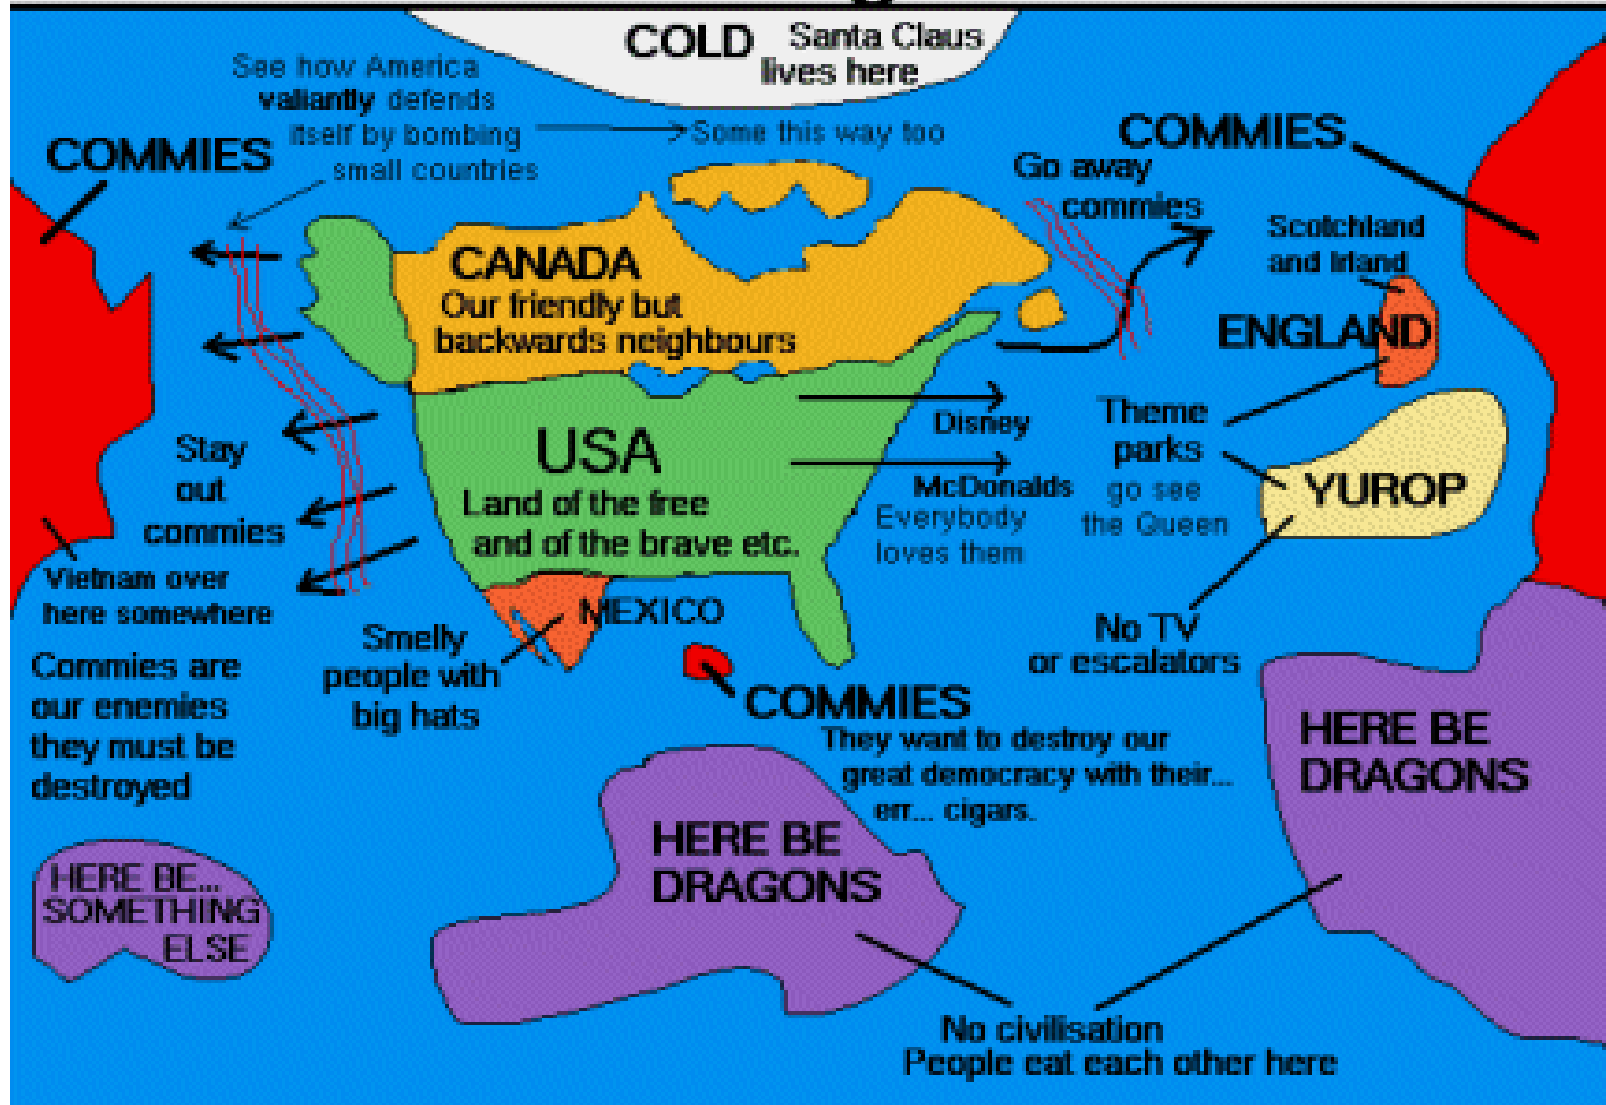 COLD
Santa Claus
lives here
See how America
valiantly defends
itself by bombing
small countries
Some this way too
COMMIES
COMMIES
Go away
commies
Scotchland
and Irland
CANADA
Our friendly but
backwards neighbours
ENGLAND
USA
Land of the free
and of the brave etc.
Disney
McDonalds
Everybody
loves them
Theme
parks
go see
the Queen
YUROP
Stay
out
commies
Vietnam over
here somewhere
MEXICO
Smelly
people with
big hats
No TV
or escalators
Commies are
our enemies
they must be
destroyed
COMMIES
They want to destroy our
great democracy with their...
err... cigars.
HERE BE
DRAGONS
HERE BE
DRAGONS
HERE BE...
SOMETHING
ELSE
No civilisation
People eat each other here